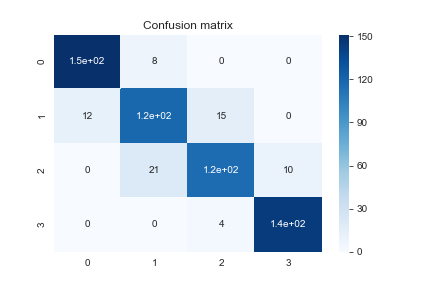 Confusion matrix
0 1.5e+02 8 0 0
1 12 1.2e+02 15 0
2 0 21 1.2e+02 10
3 0 0 4 1.4e+02
0 1 2 3
150
120
90
60
30
0